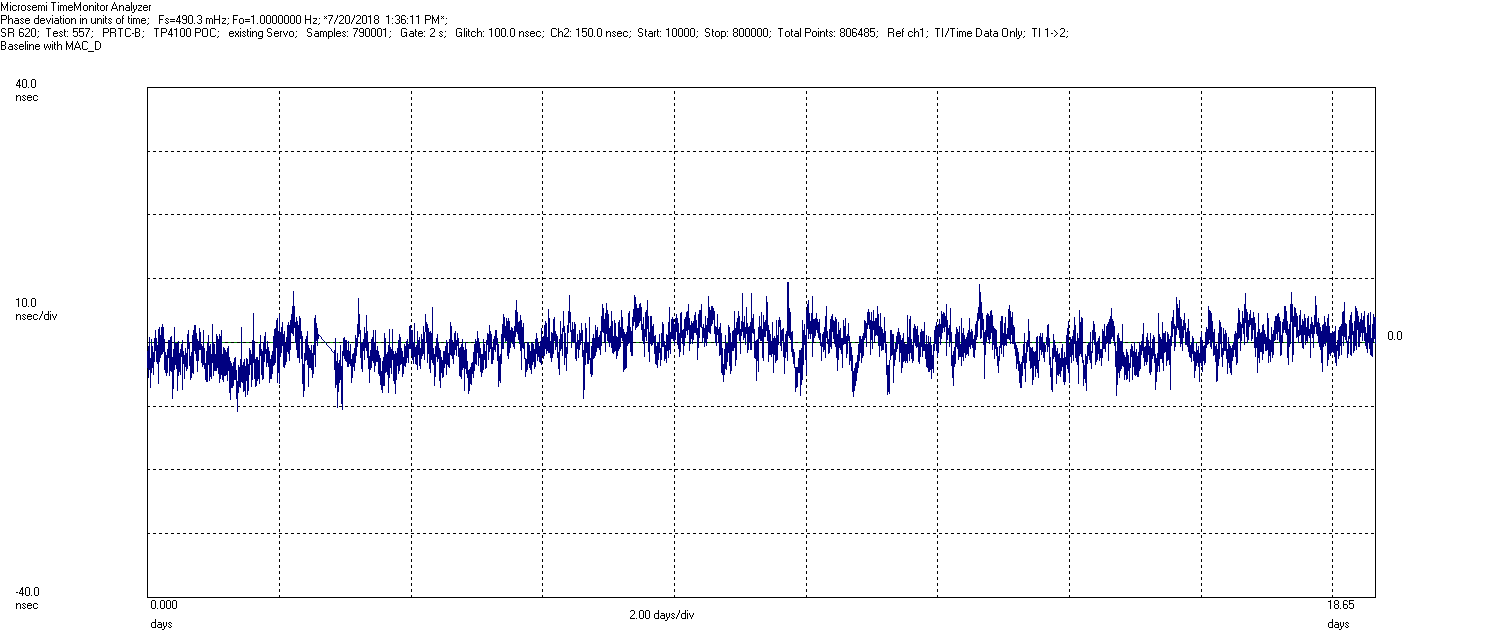 Microsemi TimeMonitor Analyzer
Phase deviation in units of time; Fs=490.3 mHz; Fo=1.0000000 Hz; *7/20/2018 1:36:11 PM*;
SR 620; Test: 557; PRTC-B; TP4100 POC; existing Servo; Samples: 790001; Gate: 2 s; Glitch: 100.0 nsec; Ch2: 150.0 nsec; Start: 10000; Stop: 800000; Total Points: 806485; Ref ch1; TI/Time Data Only; TI 1->2;
Baseline with MAC_D
40.0
nsec
10.0
nsec/div
0.0
-40.0
nsec
0.000
days
2.00 days/div
18.65
days